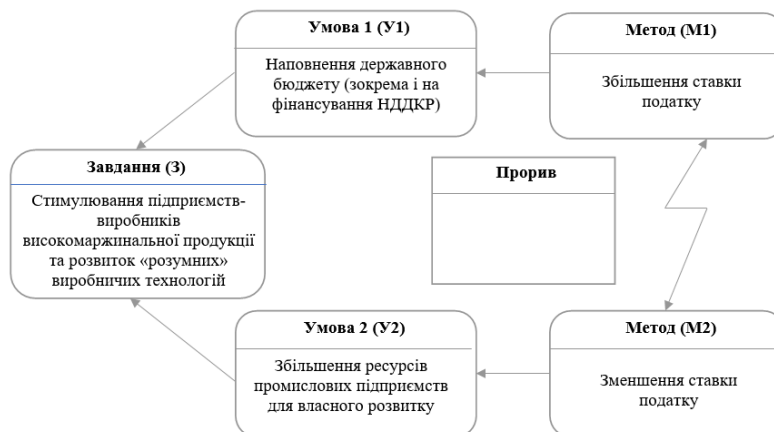 Умова 1 (У1)
Наповнення державного
бюджету (зокрема і на
фінансування НДДКР)
Метод (М1)
Збільшення ставки
податку
Завдання (З)
Стимулювання підприємств-
виробників
високомаржинальної продукції
та розвиток «розумних»
виробничих технологій
Прорив
Умова 2 (У2)
Збільшення ресурсів
промислових підприємств
для власного розвитку
Метод (М2)
Зменшення ставки
податку